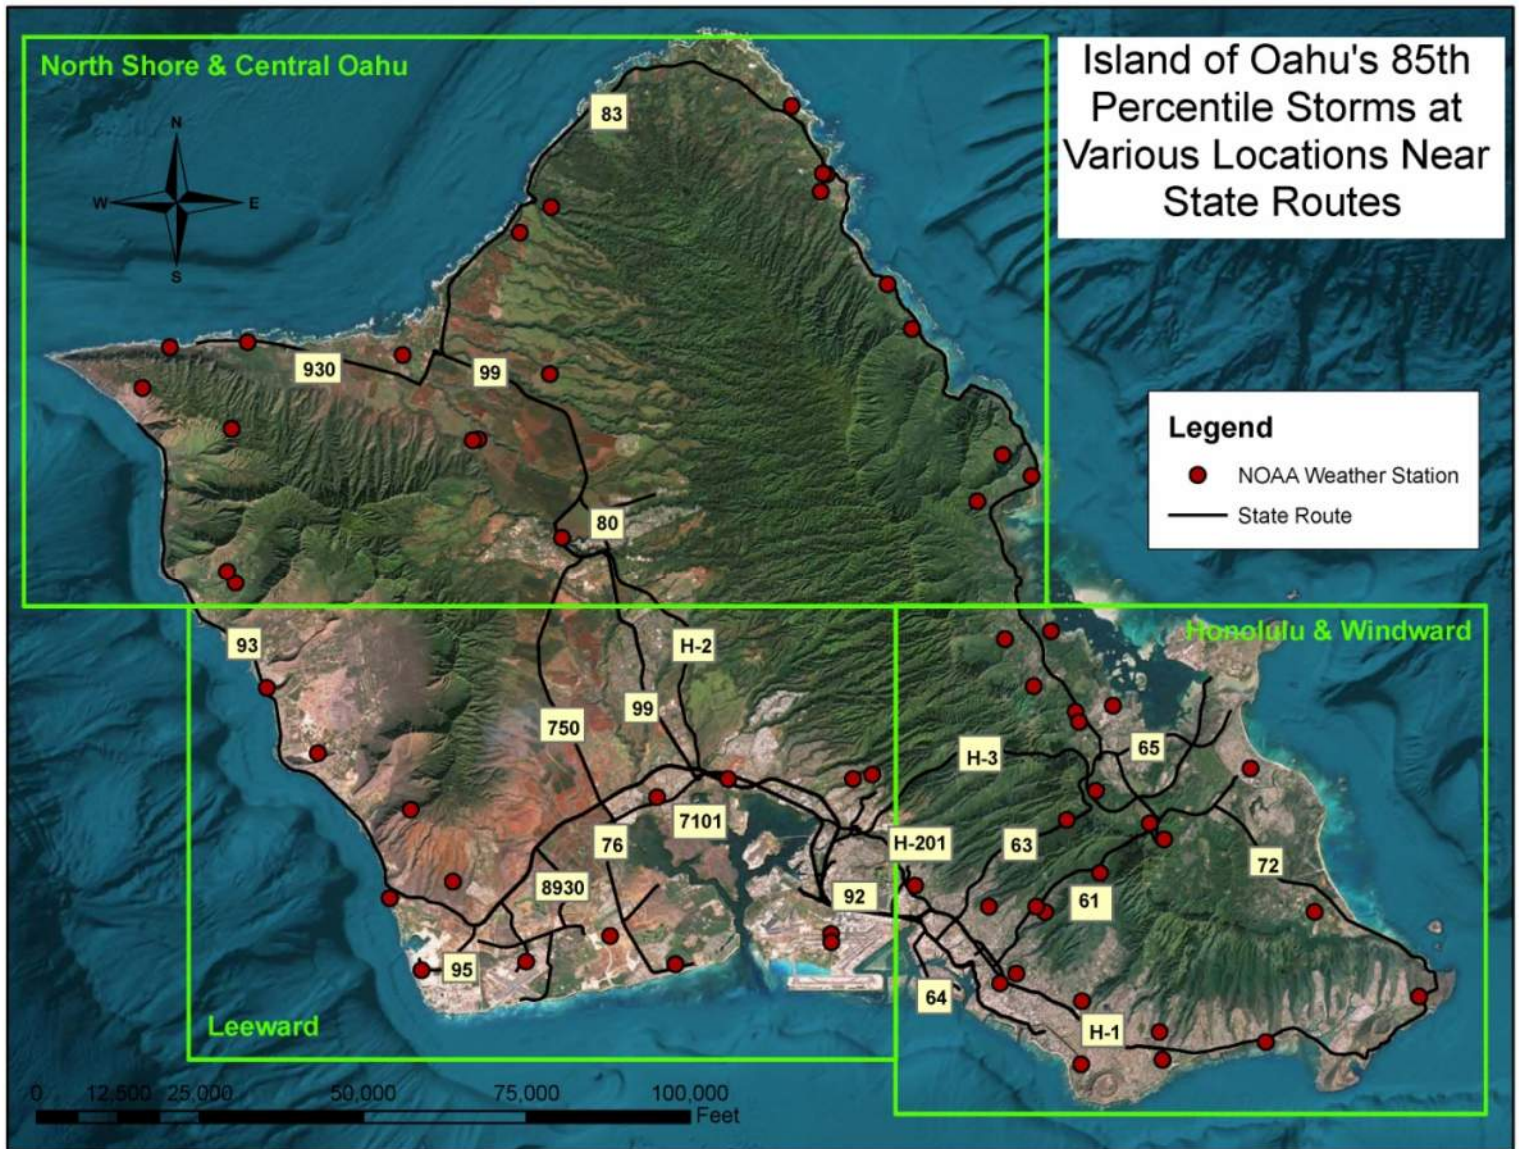 North Shore & Central Oahu
Island of Oahu's 85th
Percentile Storms at
Various Locations Near
State Routes
83
N
W
E
S
930
99
Legend
NOAA Weather Station
State Route
80
Honolulu & Windward
93
H-2
99
750
65
H-3
7101
76
H-201
63
72
8930
92
61
95
64
Leeward
H-1
0
12,500
25,000
50,000
75,000
100,000
Feet